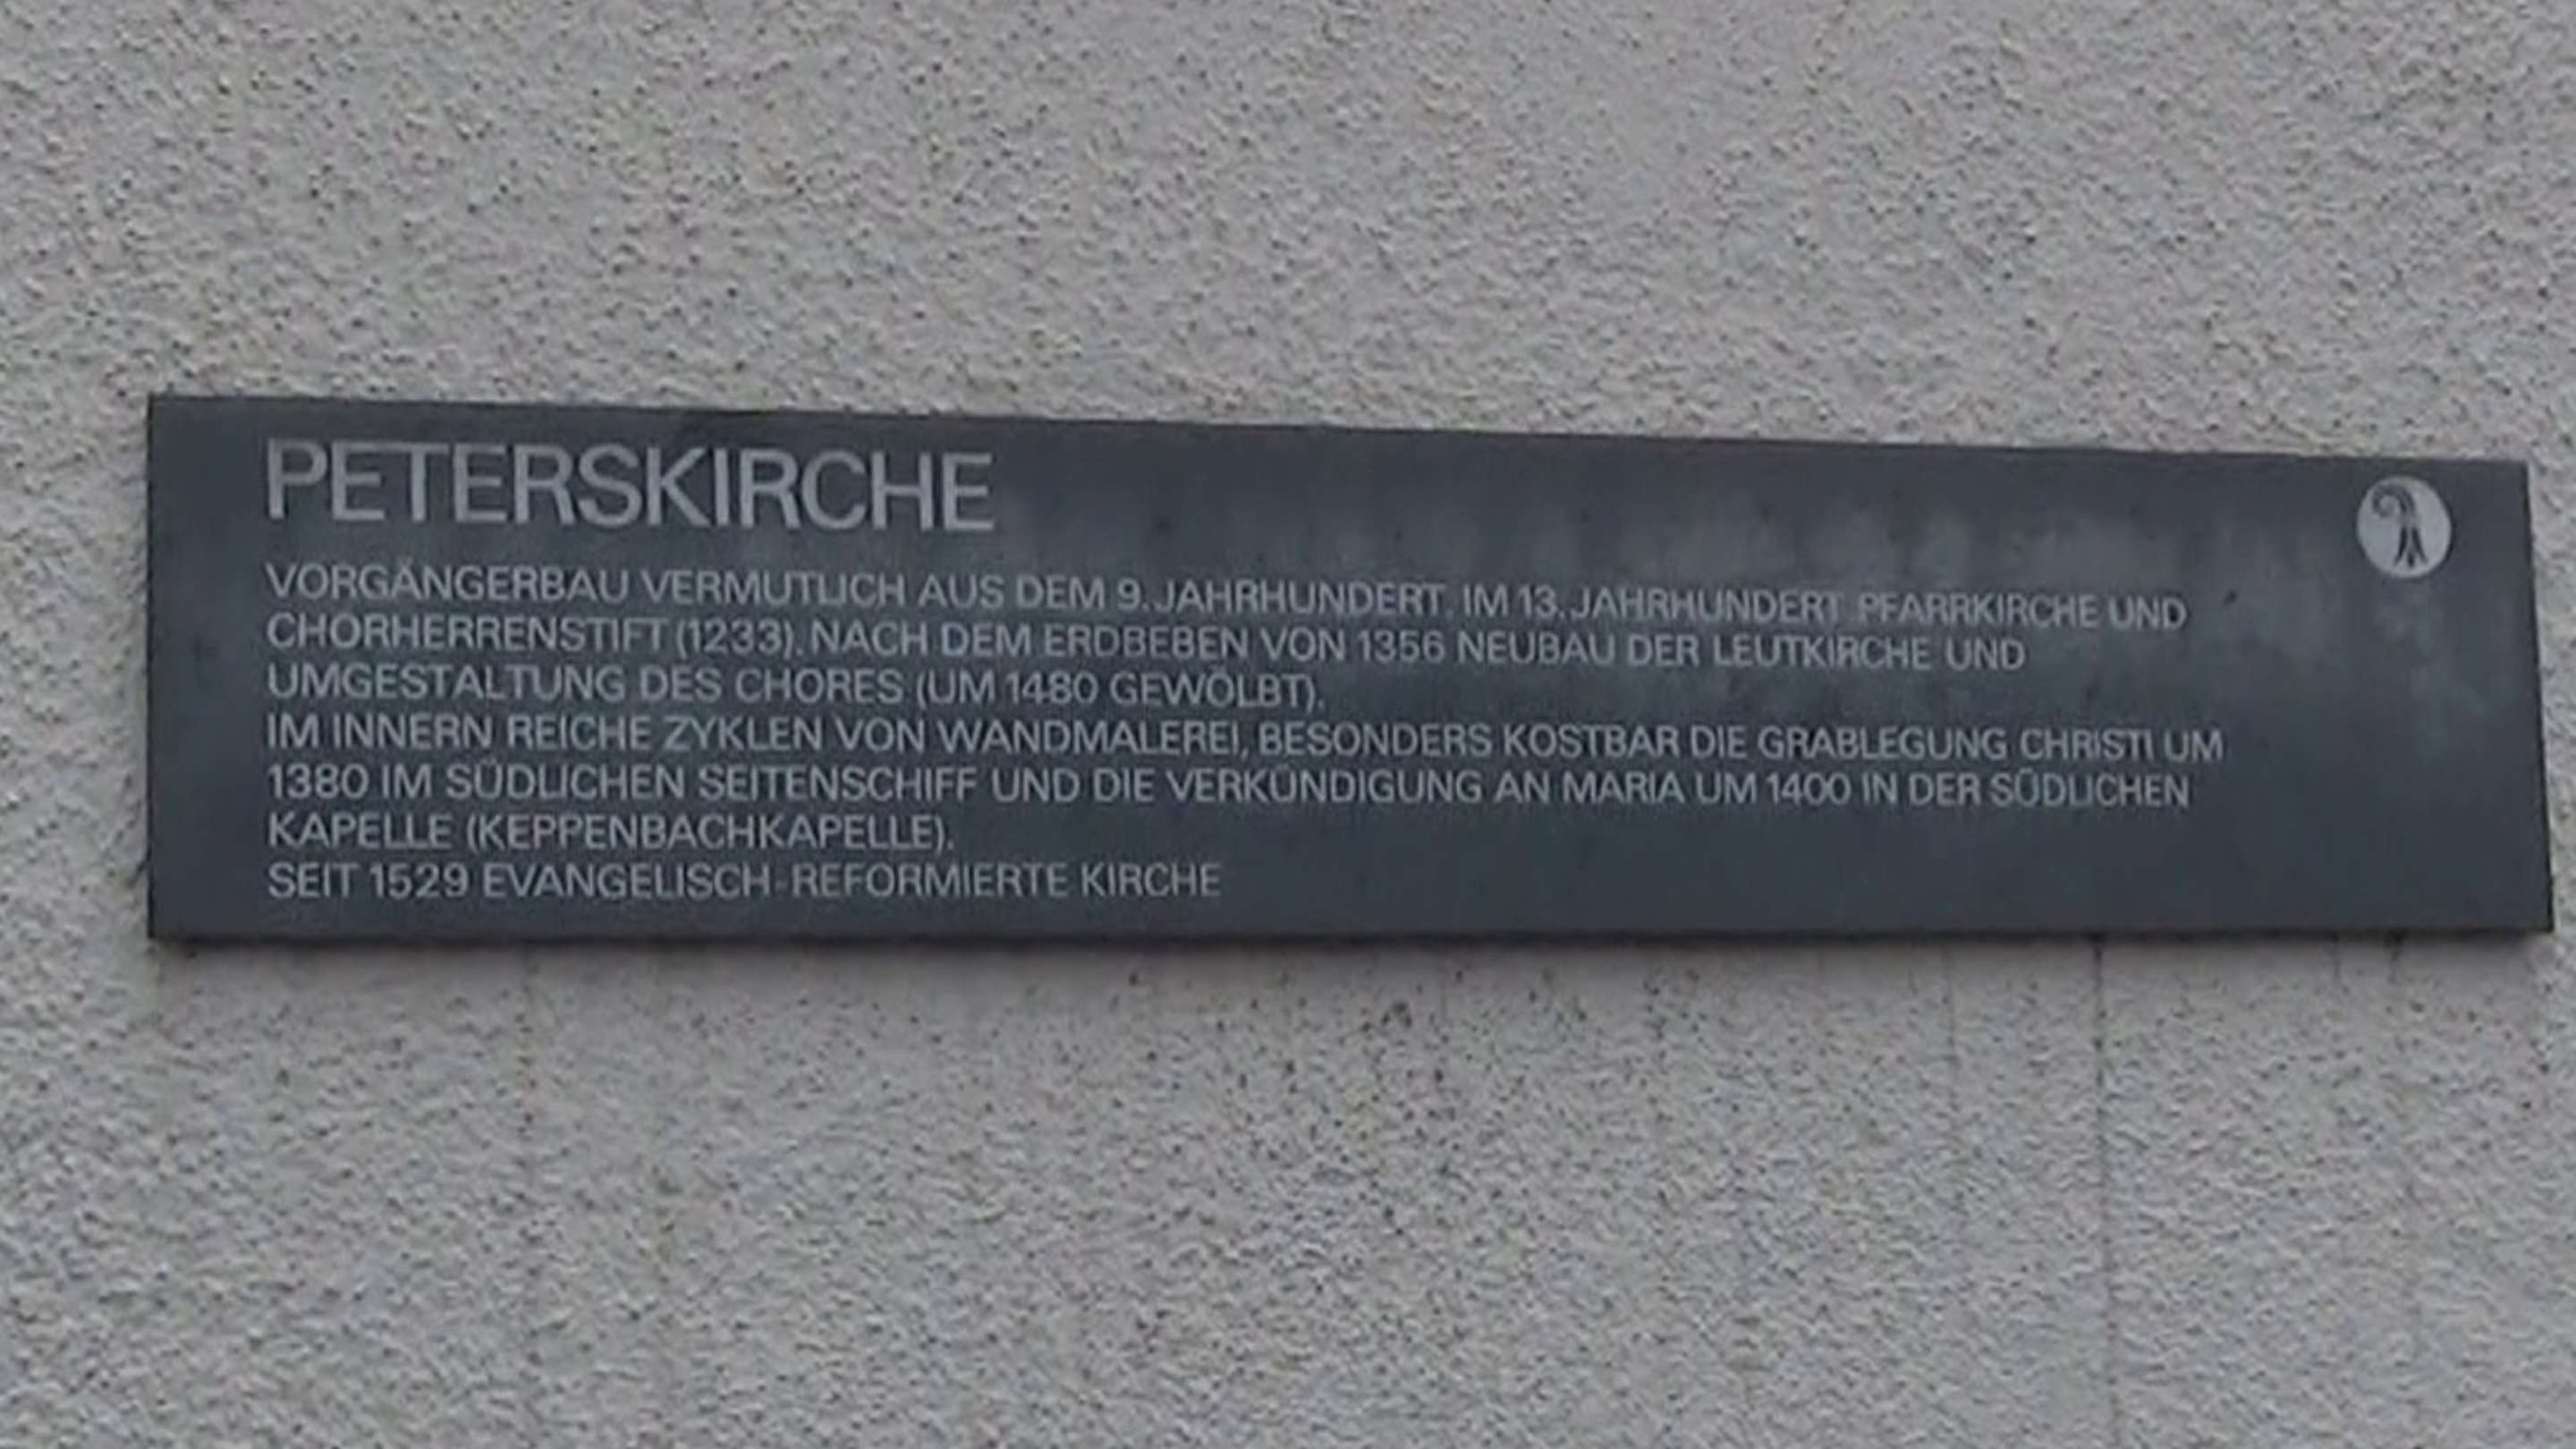 PETERSKIRCHE
VORGÄNGERBAU VERMUTLICH AUS DEM 9. JAHRHUNDERT. IM 13. JAHRHUNDERT PFARRKIRCHE UND
CHORHERRENSTIFT (1233). NACH DEM ERDBEBEN VON 1356 NEUBAU DER LEUTKIRCHE UND
UMGESTALTUNG DES CHORES (UM 1480 GEWÖLBT).
IM INNERN REICHE ZYKLEN VON WANDMALEREI, BESONDERS KOSTBAR DIE GRABLEGUNG CHRISTI UM
1380 IM SÜDLICHEN SEITENSCHIFF UND DIE VERKÜNDIGUNG AN MARIA UM 1400 IN DER SÜDLICHEN
KAPELLE (KEPPENBACHKAPELLE).
SEIT 1529 EVANGELISCH-REFORMIERTE KIRCHE